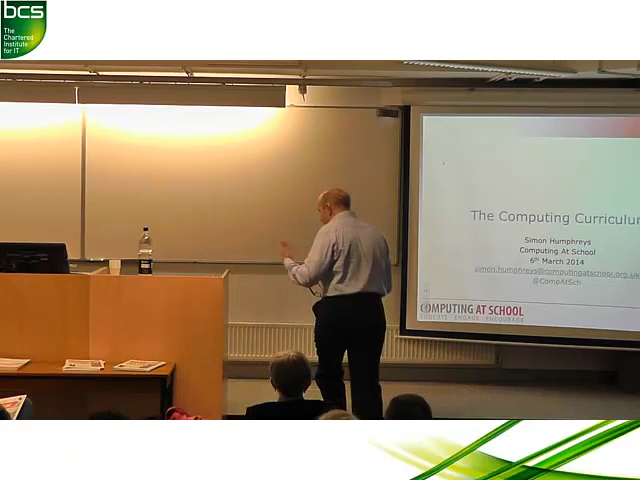 bcs
The
Chartered
Institute
for IT
The Computing Curriculum
Simon Humphreys
Computing At School
6th March 2014
simon.humphreys@computingatschool.org.uk
@CompAtSch
COMPUTING AT SCHOOL
EDUCATE · ENGAGE · ENCOURAGE